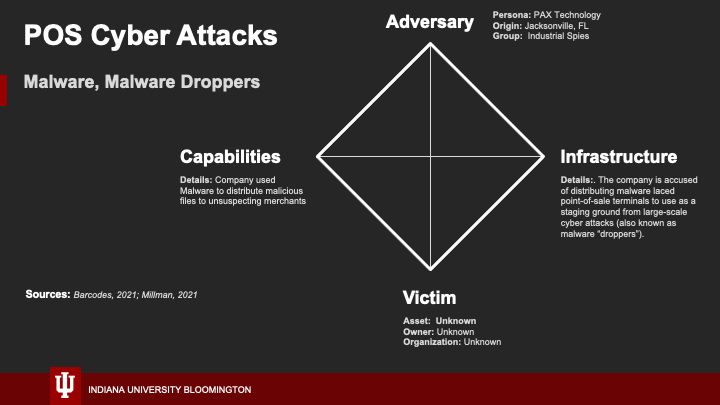 POS Cyber Attacks
Malware, Malware Droppers
Adversary
Persona: PAX Technology
Origin: Jacksonville, FL
Group: Industrial Spies
Capabilities
Details: Company used
Malware to distribute malicious
files to unsuspecting merchants
Infrastructure
Details:. The company is accused
of distributing malware laced
point-of-sale terminals to use as a
staging ground from large-scale
cyber attacks (also known as
malware “droppers”).
Victim
Asset: Unknown
Owner: Unknown
Organization: Unknown
Sources: Barcodes, 2021; Millman, 2021
INDIANA UNIVERSITY BLOOMINGTON